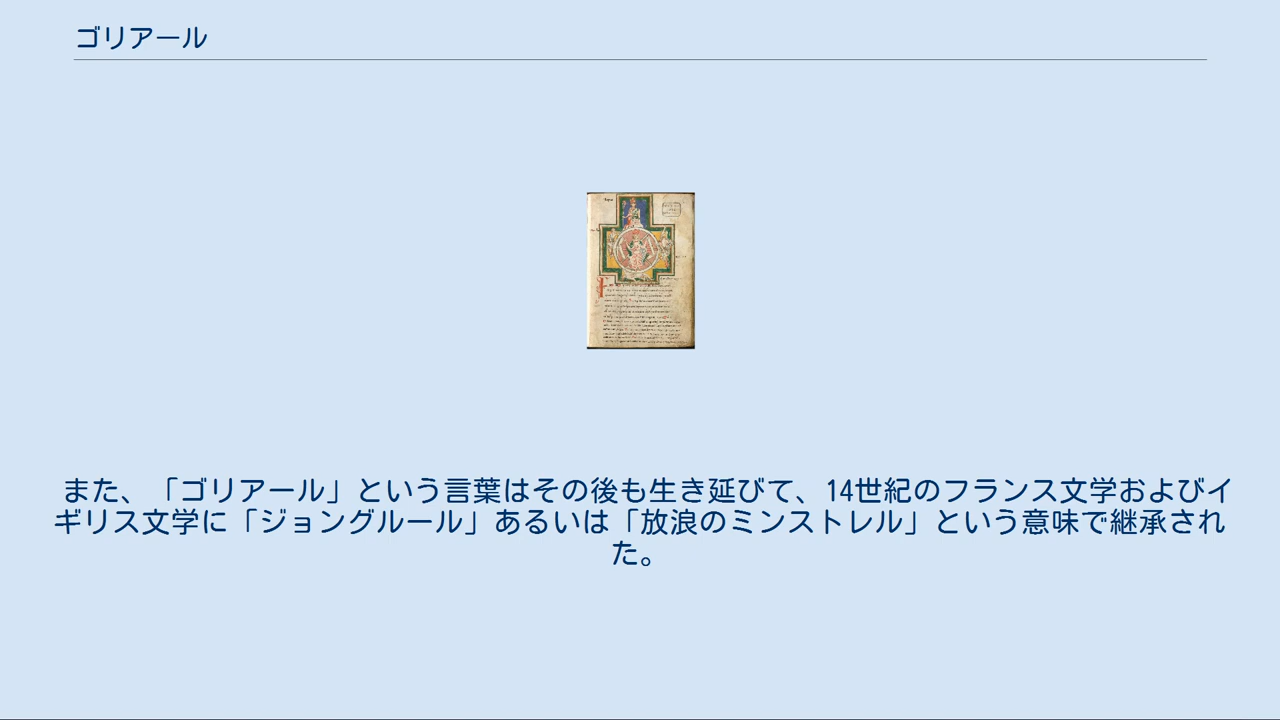 ゴリアール
また、「ゴリアール」という言葉はその後も生き延びて、14世紀のフランス文学およびイ
ギリス文学に「ジョングルール」あるいは「放浪のミンストレル」という意味で継承され
た。